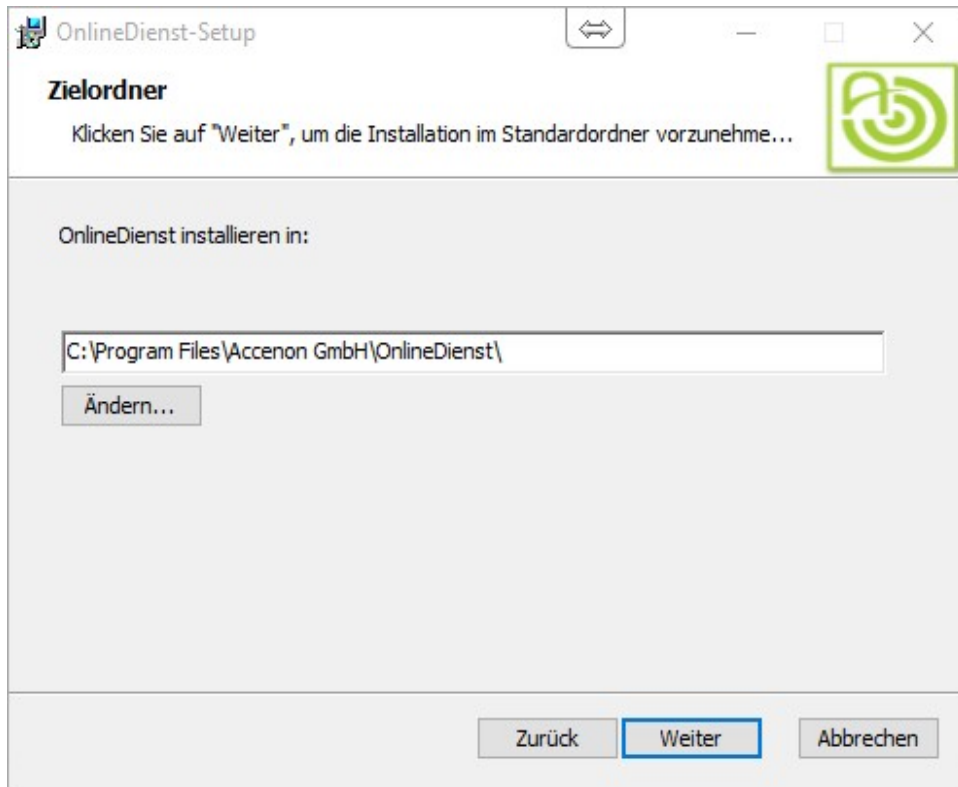 OnlineDienst-Setup
Zielordner
Klicken Sie auf "Weiter", um die Installation im Standardordner vorzunehme...
OnlineDienst installieren in:
C:\Program Files\Accenon GmbH\OnlineDienst\
Ändern...
Zurück Weiter Abbrechen